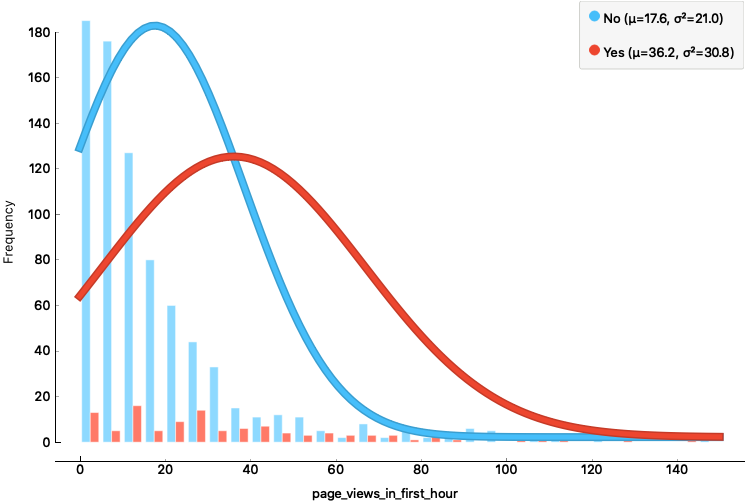 No (μ=17.6, σ²=21.0)
Yes (μ=36.2, σ²=30.8)
Frequency
180
160
140
120
100
80
60
40
20
0
0 20 40 60 80 100 120 140
page_views_in_first_hour